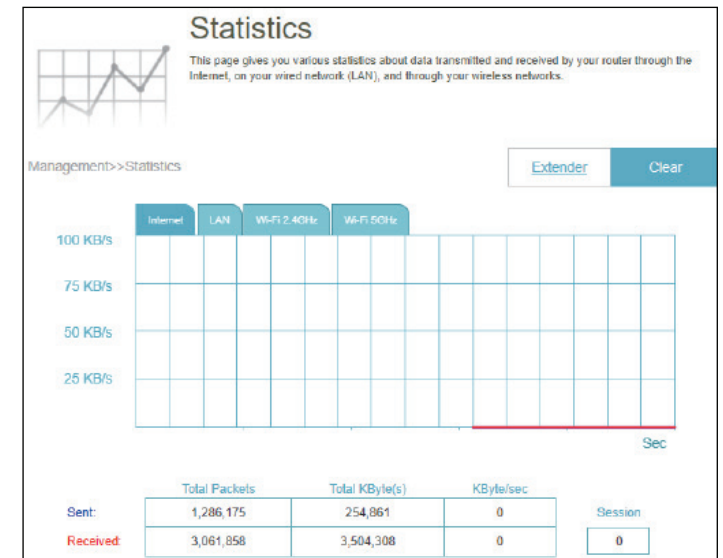 Statistics
This page gives you various statistics about data transmitted and received by your router through the
Internet, on your wired network (LAN), and through your wireless networks.
Management>>Statistics
Extender
Clear
Internet
LAN
Wi-Fi 2.4GHz
Wi-Fi 5GHz
100 KB/s
75 KB/s
50 KB/s
25 KB/s
Sec
Total Packets Total KByte(s) KByte/sec
Sent: 1,286,175 254,861 0 Session
Received: 3,061,858 3,504,308 0 0